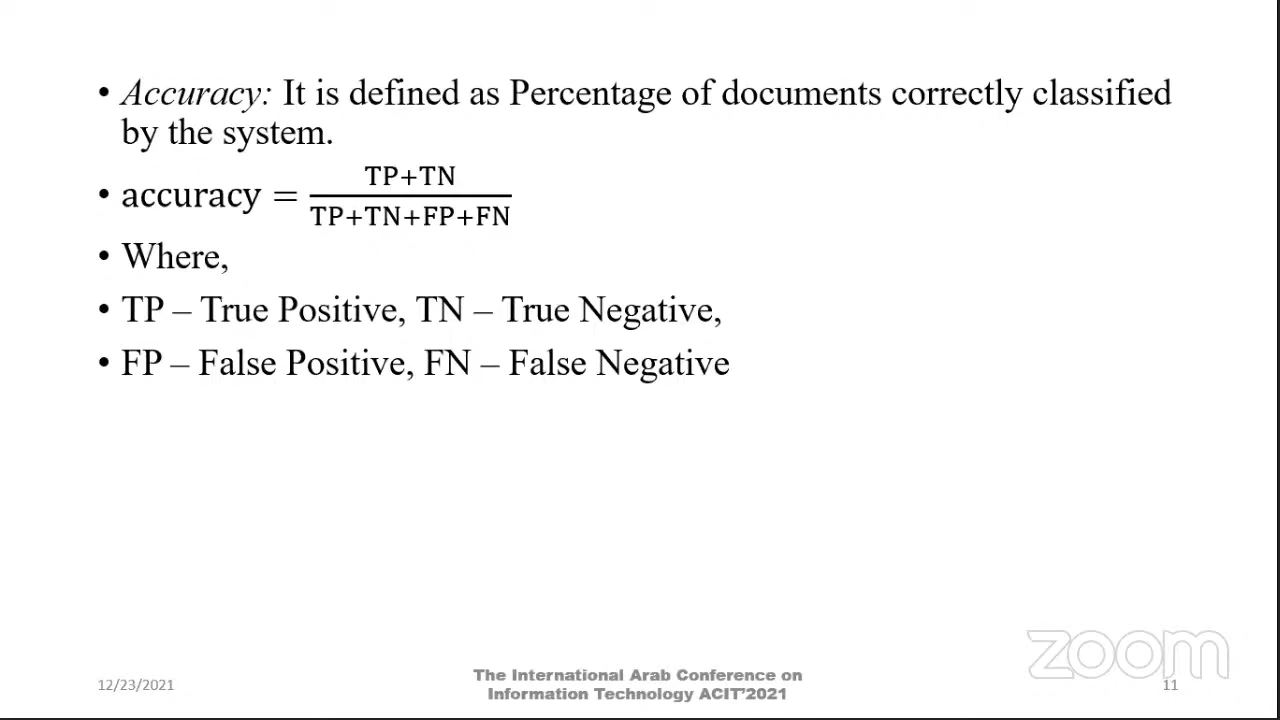 • Accuracy: It is defined as Percentage of documents correctly classified
by the system.
• accuracy = TP+TN / TP+TN+FP+FN
• Where,
• TP – True Positive, TN – True Negative,
• FP – False Positive, FN – False Negative
zoom
12/23/2021
The International Arab Conference on
Information Technology ACIT'2021
11